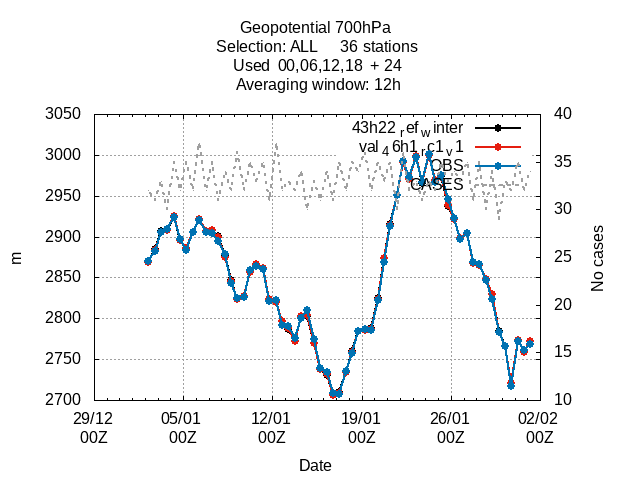 Geopotential 700hPa
Selection: ALL 36 stations
Used 00,06,12,18 + 24
Averaging window: 12h
3050
3000
2950
2900
2850
2800
2750
2700
m
40
35
30
25
20
15
10
No cases
43h22refwinter
val46h1rc1v1
OBS
CASES
29/12 05/01 12/01 19/01 26/01 02/02
00Z 00Z 00Z 00Z 00Z 00Z
Date